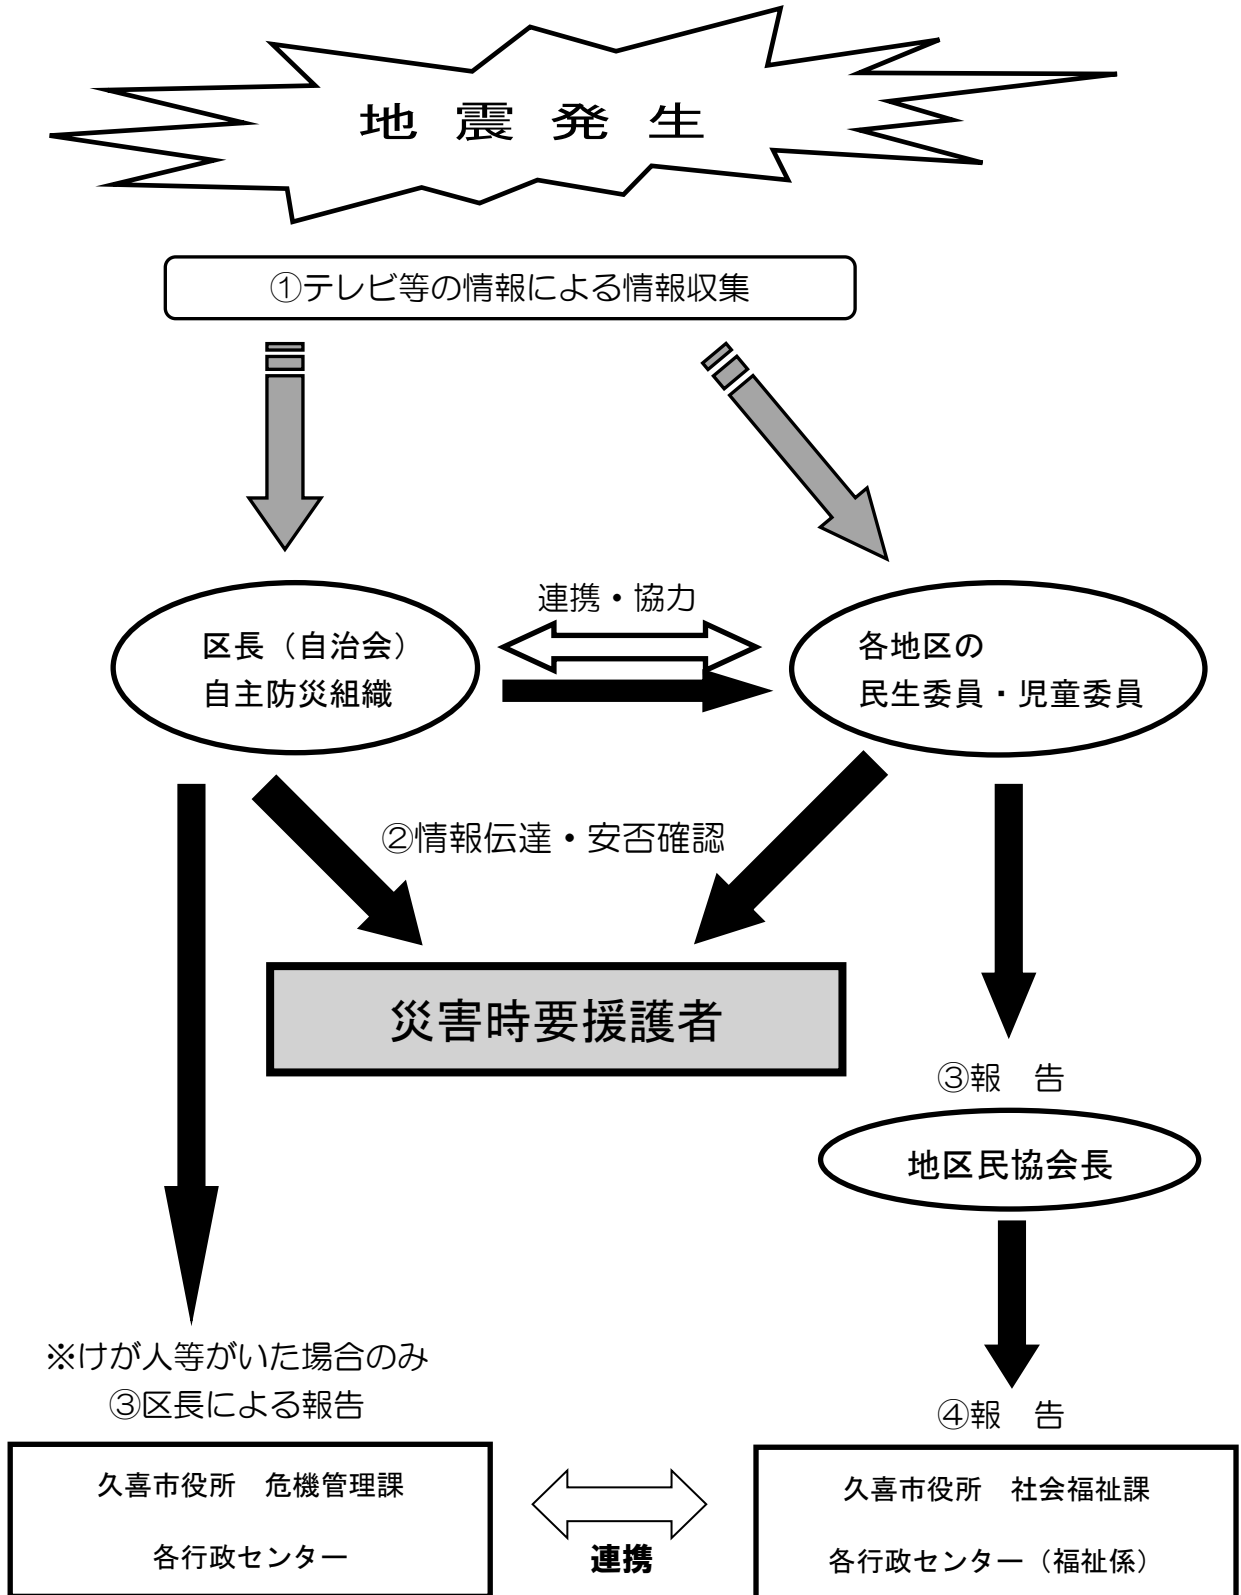 地 震 発 生
①テレビ等の情報による情報収集
連携・協力
区長（自治会）
自主防災組織
各地区の
民生委員・児童委員
②情報伝達・安否確認
災害時要援護者
③報　告
地区民協会長
※けが人等がいた場合のみ
③区長による報告
④報　告
久喜市役所　危機管理課
各行政センター
連携
久喜市役所　社会福祉課
各行政センター（福祉係）